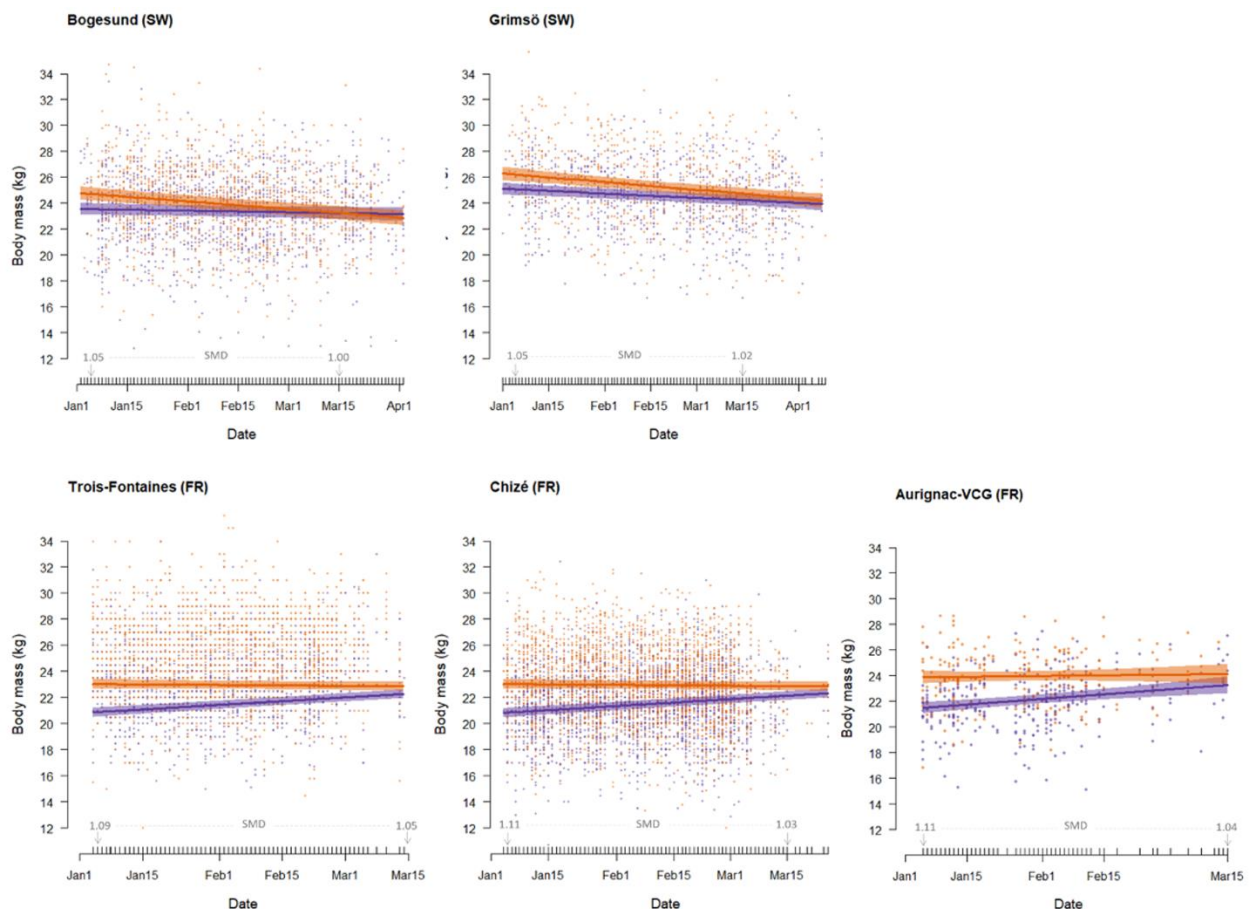 Bogesund (SW)
Body mass (kg)
34
32
30
28
26
24
22
20
18
16
14
12
1.05 SMD 1.00
Jan1 Jan15 Feb1 Feb15 Mar1 Mar15 Apr1
Date
Grimsö (SW)
34
32
30
28
26
24
22
20
18
16
14
12
1.05 SMD 1.02
Jan1 Jan15 Feb1 Feb15 Mar1 Mar15 Apr1
Date
Trois-Fontaines (FR)
Body mass (kg)
34
32
30
28
26
24
22
20
18
16
14
12
1.09 SMD 1.05
Jan1 Jan15 Feb1 Feb15 Mar1 Mar15
Date
Chizé (FR)
Body mass (kg)
34
32
30
28
26
24
22
20
18
16
14
12
1.11 SMD 1.03
Jan1 Jan15 Feb1 Feb15 Mar1 Mar15
Date
Aurignac-VCG (FR)
Body mass (kg)
34
32
30
28
26
24
22
20
18
16
14
12
1.11 SMD 1.04
Jan1 Jan15 Feb1 Feb15 Mar15
Date